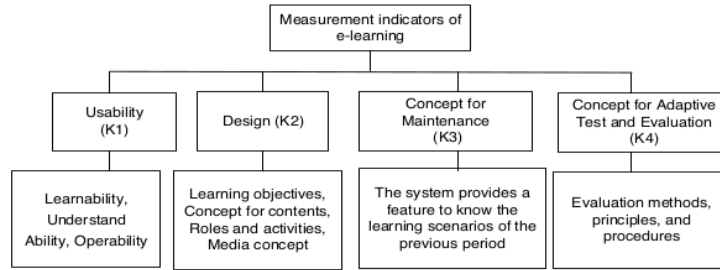 Measurement indicators of
e-learning
Usability
(K1)
Design (K2)
Concept for
Maintenance
(K3)
Concept for Adaptive
Test and Evaluation
(K4)
Learnability,
Understand
Ability, Operability
Learning objectives,
Concept for contents,
Roles and activities,
Media concept
The system provides a
feature to know the
learning scenarios of the
previous period
Evaluation methods,
principles, and
procedures